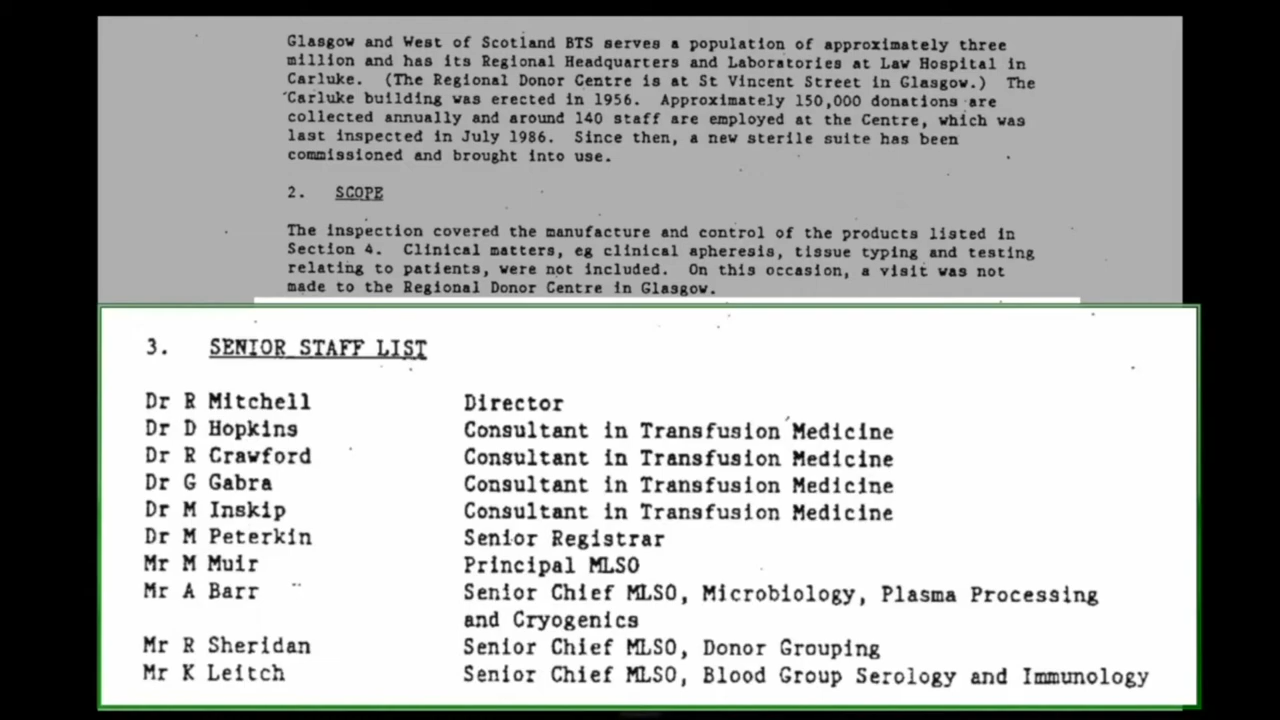 Glasgow and West of Scotland BTS serves a population of approximately three
million and has its Regional Headquarters and Laboratories at Law Hospital in
Carluke. (The Regional Donor Centre is at St Vincent Street in Glasgow.) The
Carluke building was erected in 1956. Approximately 150,000 donations are
collected annually and around 140 staff are employed at the Centre, which was
last inspected in July 1986. Since then, a new sterile suite has been
commissioned and brought into use.
2. SCOPE
The inspection covered the manufacture and control of the products listed in
Section 4. Clinical matters, eg clinical apheresis, tissue typing and testing
relating to patients, were not included. On this occasion, a visit was not
made to the Regional Donor Centre in Glasgow.
3. SENIOR STAFF LIST
Dr R Mitchell Director
Dr D Hopkins Consultant in Transfusion Medicine
Dr R Crawford Consultant in Transfusion Medicine
Dr G Gabra Consultant in Transfusion Medicine
Dr M Inskip Consultant in Transfusion Medicine
Dr M Peterkin Senior Registrar
Mr M Muir Principal MLSO
Mr A Barr Senior Chief MLSO, Microbiology, Plasma Processing
and Cryogenics
Mr R Sheridan Senior Chief MLSO, Donor Grouping
Mr K Leitch Senior Chief MLSO, Blood Group Serology and Immunology